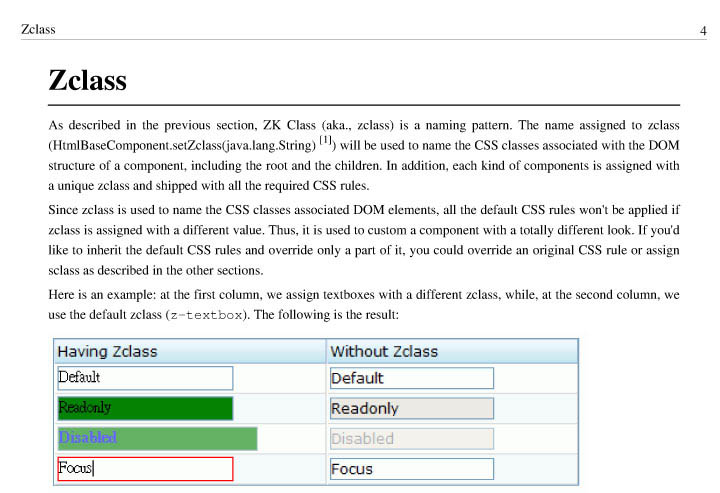 Zclass 4
Zclass
As described in the previous section, ZK Class (aka., zclass) is a naming pattern. The name assigned to zclass
(HtmlBaseComponent.setZclass(java.lang.String) [1]) will be used to name the CSS classes associated with the DOM
structure of a component, including the root and the children. In addition, each kind of components is assigned with
a unique zclass and shipped with all the required CSS rules.
Since zclass is used to name the CSS classes associated DOM elements, all the default CSS rules won't be applied if
zclass is assigned with a different value. Thus, it is used to custom a component with a totally different look. If you'd
like to inherit the default CSS rules and override only a part of it, you could override an original CSS rule or assign
sclass as described in the other sections.
Here is an example: at the first column, we assign textboxes with a different zclass, while, at the second column, we
use the default zclass (z-textbox). The following is the result:
Having Zclass Without Zclass
Default Default
Readonly Readonly
Disabled Disabled
Focus Focus